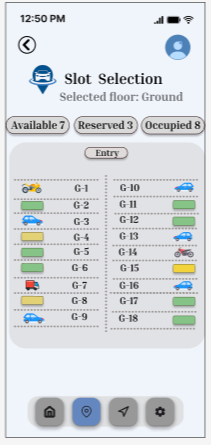 12:50 PM
Slot Selection
Selected floor: Ground
Available 7 Reserved 3 Occupied 8
Entry
G-1
G-2
G-3
G-4
G-5
G-6
G-7
G-8
G-9
G-10
G-11
G-12
G-13
G-14
G-15
G-16
G-17
G-18